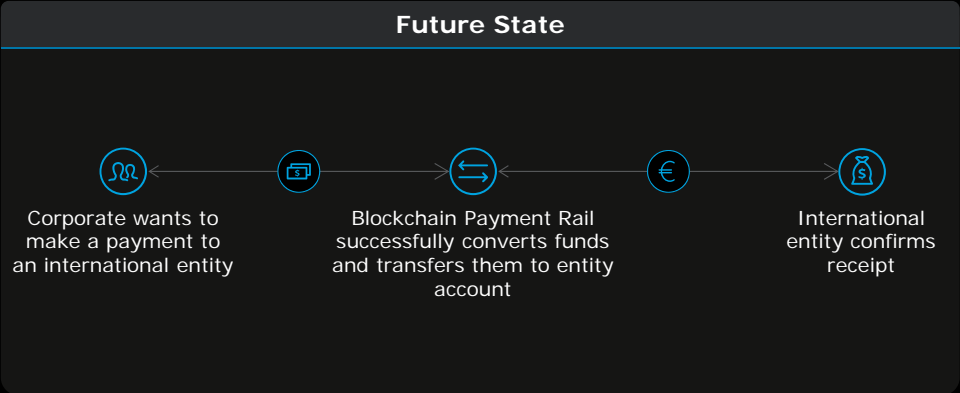 Future State
$
€
$
Corporate wants to
make a payment to
an international entity
Blockchain Payment Rail
successfully converts funds
and transfers them to entity
account
International
entity confirms
receipt